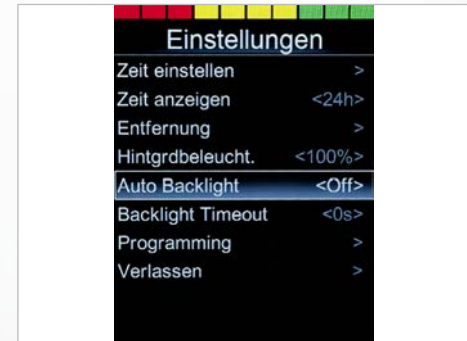 Einstellungen
Zeit einstellen >
Zeit anzeigen <24h>
Entfernung >
Hintgrdbeleucht. <100%>
Auto Backlight <Off>
Backlight Timeout <0s>
Programming >
Verlassen >